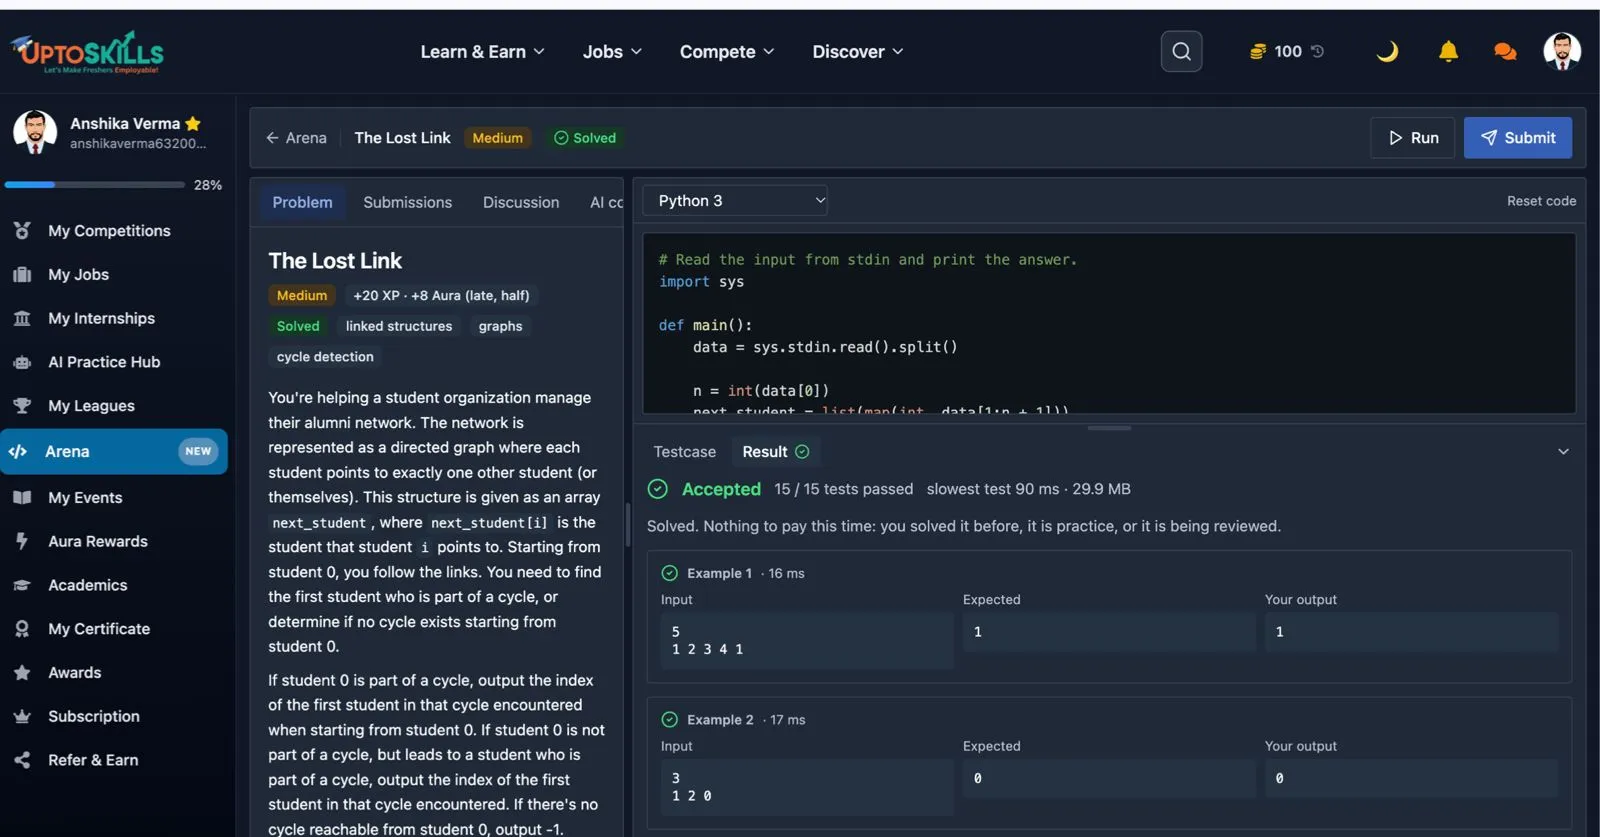 UPTOSKILLS
Let's Make Freshers Employable!
Learn & Earn
Jobs
Compete
Discover
100
Anshika Verma
anshikaverma63200...
28%
My Competitions
My Jobs
My Internships
AI Practice Hub
My Leagues
Arena NEW
My Events
Aura Rewards
Academics
My Certificate
Awards
Subscription
Refer & Earn
← Arena
The Lost Link
Medium
Solved
Run
Submit
Problem
Submissions
Discussion
AI co
The Lost Link
Medium
+20 XP · +8 Aura (late, half)
Solved
linked structures
graphs
cycle detection
You're helping a student organization manage
their alumni network. The network is
represented as a directed graph where each
student points to exactly one other student (or
themselves). This structure is given as an array
next_student, where next_student[i] is the
student that student i points to. Starting from
student 0, you follow the links. You need to find
the first student who is part of a cycle, or
determine if no cycle exists starting from
student 0.
If student 0 is part of a cycle, output the index
of the first student in that cycle encountered
when starting from student 0. If student 0 is not
part of a cycle, but leads to a student who is
part of a cycle, output the index of the first
student in that cycle encountered. If there's no
cycle reachable from student 0, output -1.
Python 3
Reset code
# Read the input from stdin and print the answer.
import sys
def main():
data = sys.stdin.read().split()
n = int(data[0])
next_student = list(map(int, data[1:n + 1]))
Testcase
Result
Accepted 15 / 15 tests passed slowest test 90 ms · 29.9 MB
Solved. Nothing to pay this time: you solved it before, it is practice, or it is being reviewed.
Example 1 · 16 ms
Input
Expected
Your output
5
1 2 3 4 1
1
1
Example 2 · 17 ms
Input
Expected
Your output
3
1 2 0
0
0